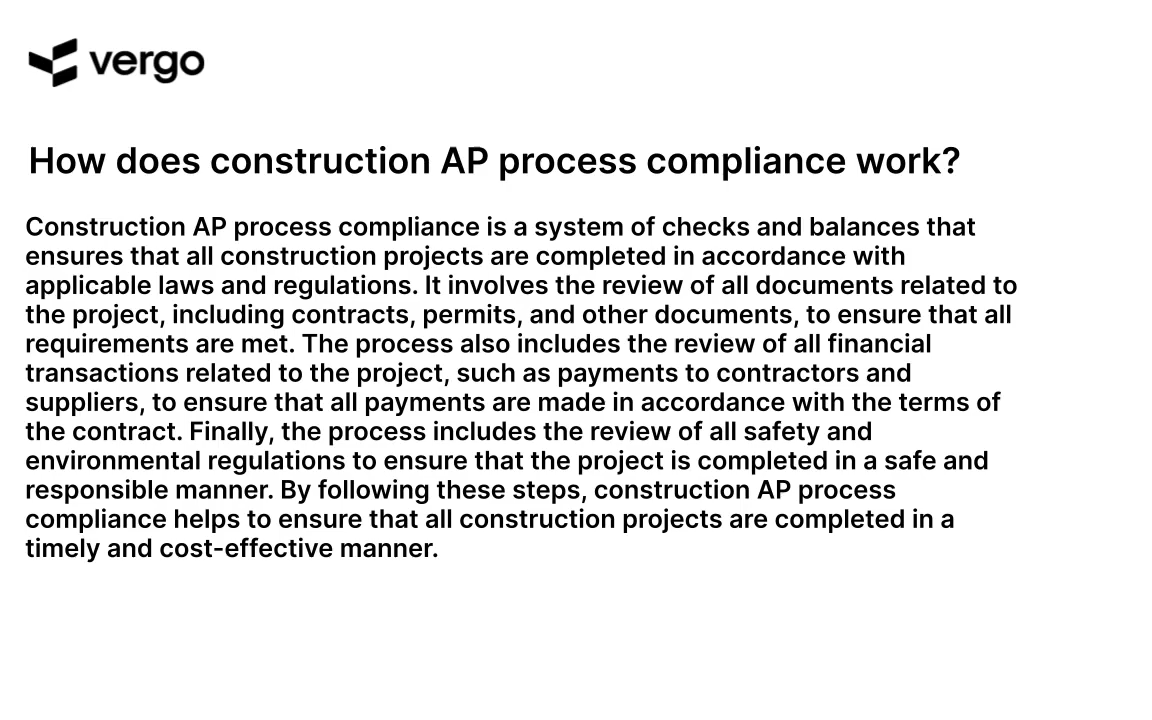 vergo
How does construction AP process compliance work?
Construction AP process compliance is a system of checks and balances that
ensures that all construction projects are completed in accordance with
applicable laws and regulations. It involves the review of all documents related to
the project, including contracts, permits, and other documents, to ensure that all
requirements are met. The process also includes the review of all financial
transactions related to the project, such as payments to contractors and
suppliers, to ensure that all payments are made in accordance with the terms of
the contract. Finally, the process includes the review of all safety and
environmental regulations to ensure that the project is completed in a safe and
responsible manner. By following these steps, construction AP process
compliance helps to ensure that all construction projects are completed in a
timely and cost-effective manner.